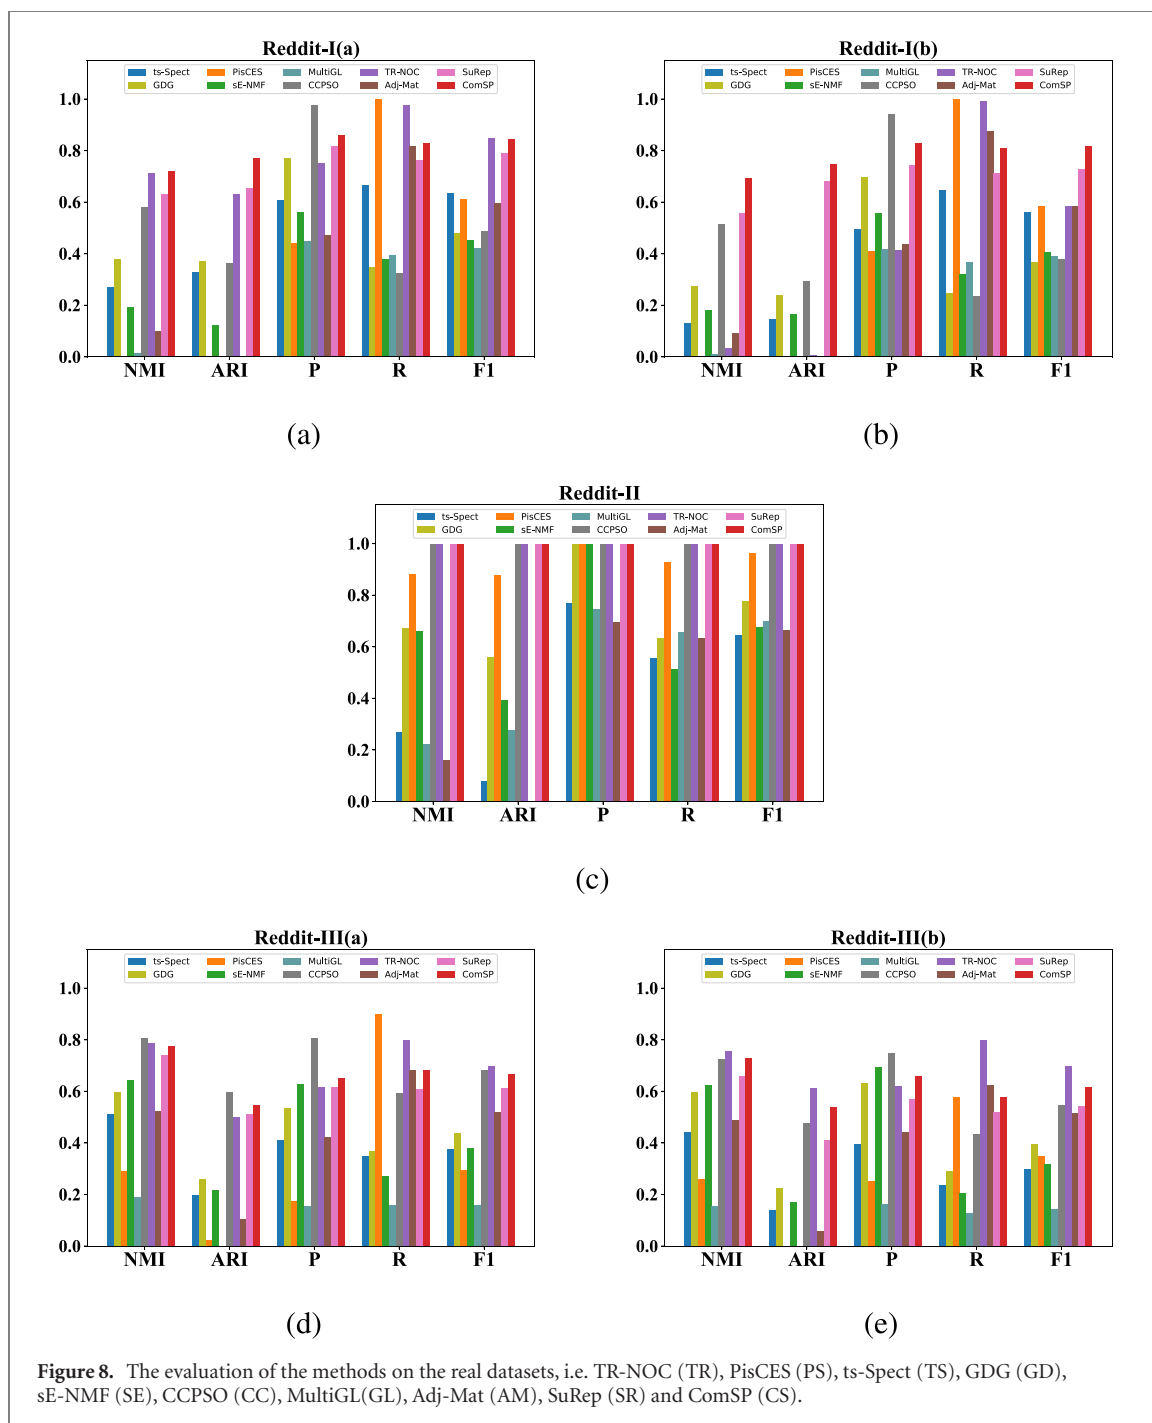 Reddit-I(a)
ts-Spect PisCES MultiGL TR-NOC SuRep
GDG sE-NMF CCPSO Adj-Mat ComSP
1.0
0.8
0.6
0.4
0.2
0.0
NMI ARI P R F1
(a)
Reddit-I(b)
ts-Spect PisCES MultiGL TR-NOC SuRep
GDG sE-NMF CCPSO Adj-Mat ComSP
1.0
0.8
0.6
0.4
0.2
0.0
NMI ARI P R F1
(b)
Reddit-II
ts-Spect PisCES MultiGL TR-NOC SuRep
GDG sE-NMF CCPSO Adj-Mat ComSP
1.0
0.8
0.6
0.4
0.2
0.0
NMI ARI P R F1
(c)
Reddit-III(a)
ts-Spect PisCES MultiGL TR-NOC SuRep
GDG sE-NMF CCPSO Adj-Mat ComSP
1.0
0.8
0.6
0.4
0.2
0.0
NMI ARI P R F1
(d)
Reddit-III(b)
ts-Spect PisCES MultiGL TR-NOC SuRep
GDG sE-NMF CCPSO Adj-Mat ComSP
1.0
0.8
0.6
0.4
0.2
0.0
NMI ARI P R F1
(e)
Figure 8. The evaluation of the methods on the real datasets, i.e. TR-NOC (TR), PisCES (PS), ts-Spect (TS), GDG (GD),
sE-NMF (SE), CCPSO (CC), MultiGL(GL), Adj-Mat (AM), SuRep (SR) and ComSP (CS).